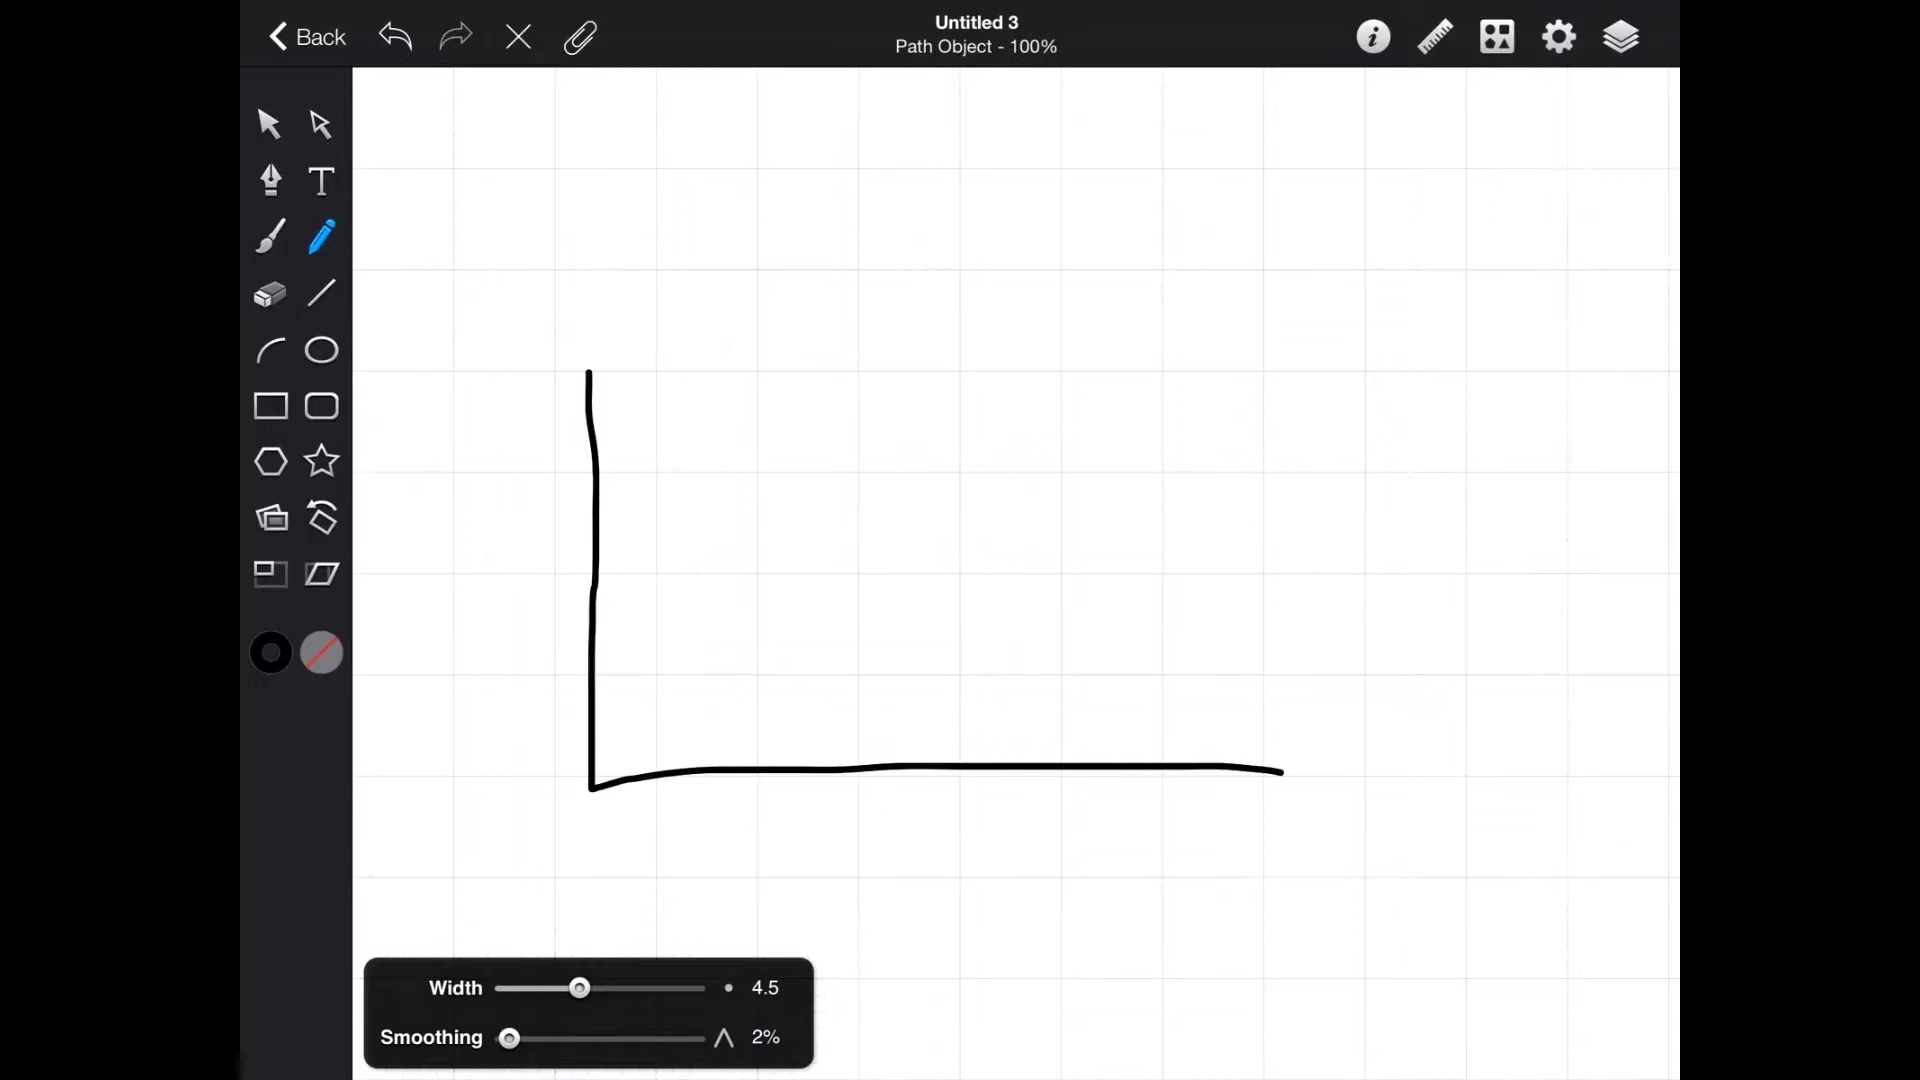 Back
Untitled 3
Path Object - 100%
Width 4.5
Smoothing 2%